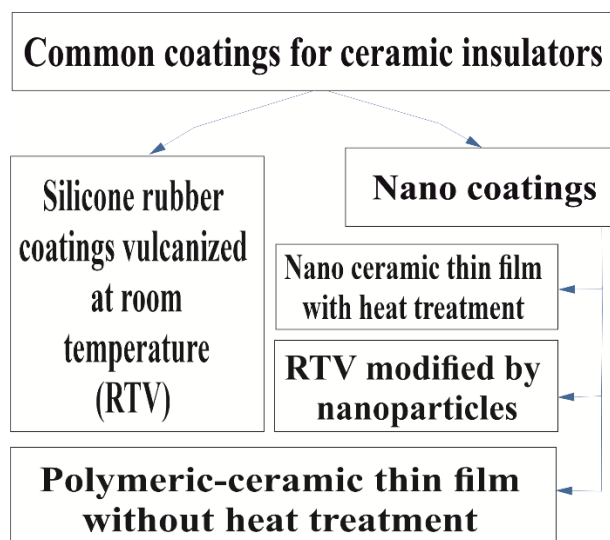 Common coatings for ceramic insulators
Silicone rubber
coatings vulcanized
at room
temperature
(RTV)
Nano coatings
Nano ceramic thin film
with heat treatment
RTV modified by
nanoparticles
Polymeric-ceramic thin film
without heat treatment